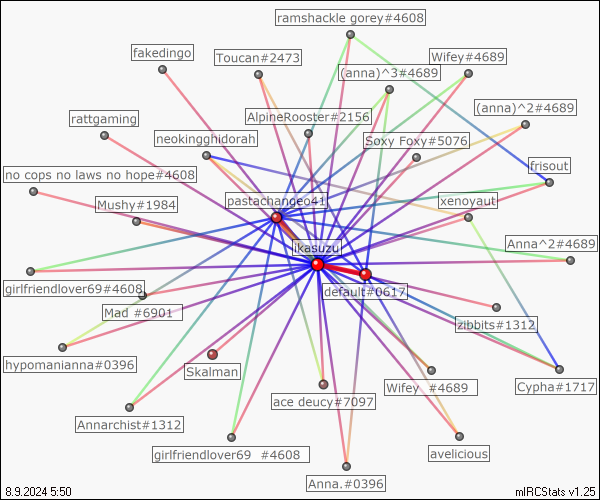 ramshackle gorey#4608
fakedingo
Toucan#2473
Wifey#4689
(anna)^3#4689
(anna)^2#4689
rattgaming
AlpineRooster#2156
neokingghidorah
Soxy Foxy#5076
frisout
no cops no laws no hope#4608
pastachangeo41
xenoyaut
Mushy#1984
ikasuzu
Anna^2#4689
girlfriendlover69#4608
default#0617
Mad #6901
zibbits#1312
hypomanianna#0396
Skalman
Wifey #4689
Cypha#1717
ace deucy#7097
Annarchist#1312
girlfriendlover69 #4608
avelicious
Anna.#0396
8.9.2024 5:50
mIRCStats v1.25